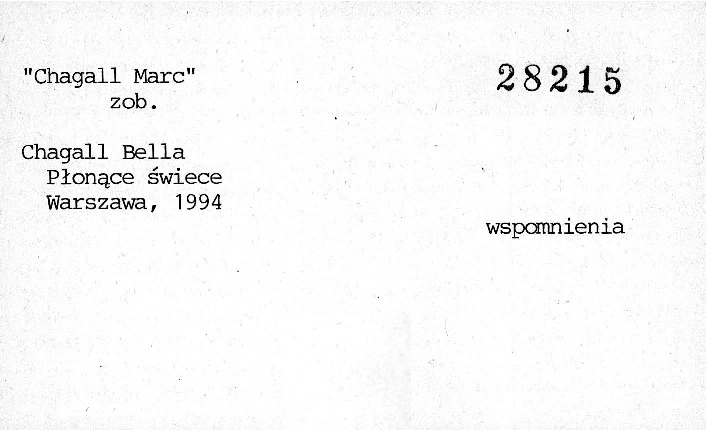 "Chagall Marc"
zob.
28215
Chagall Bella
Płonące świece
Warszawa, 1994
wspomnienia